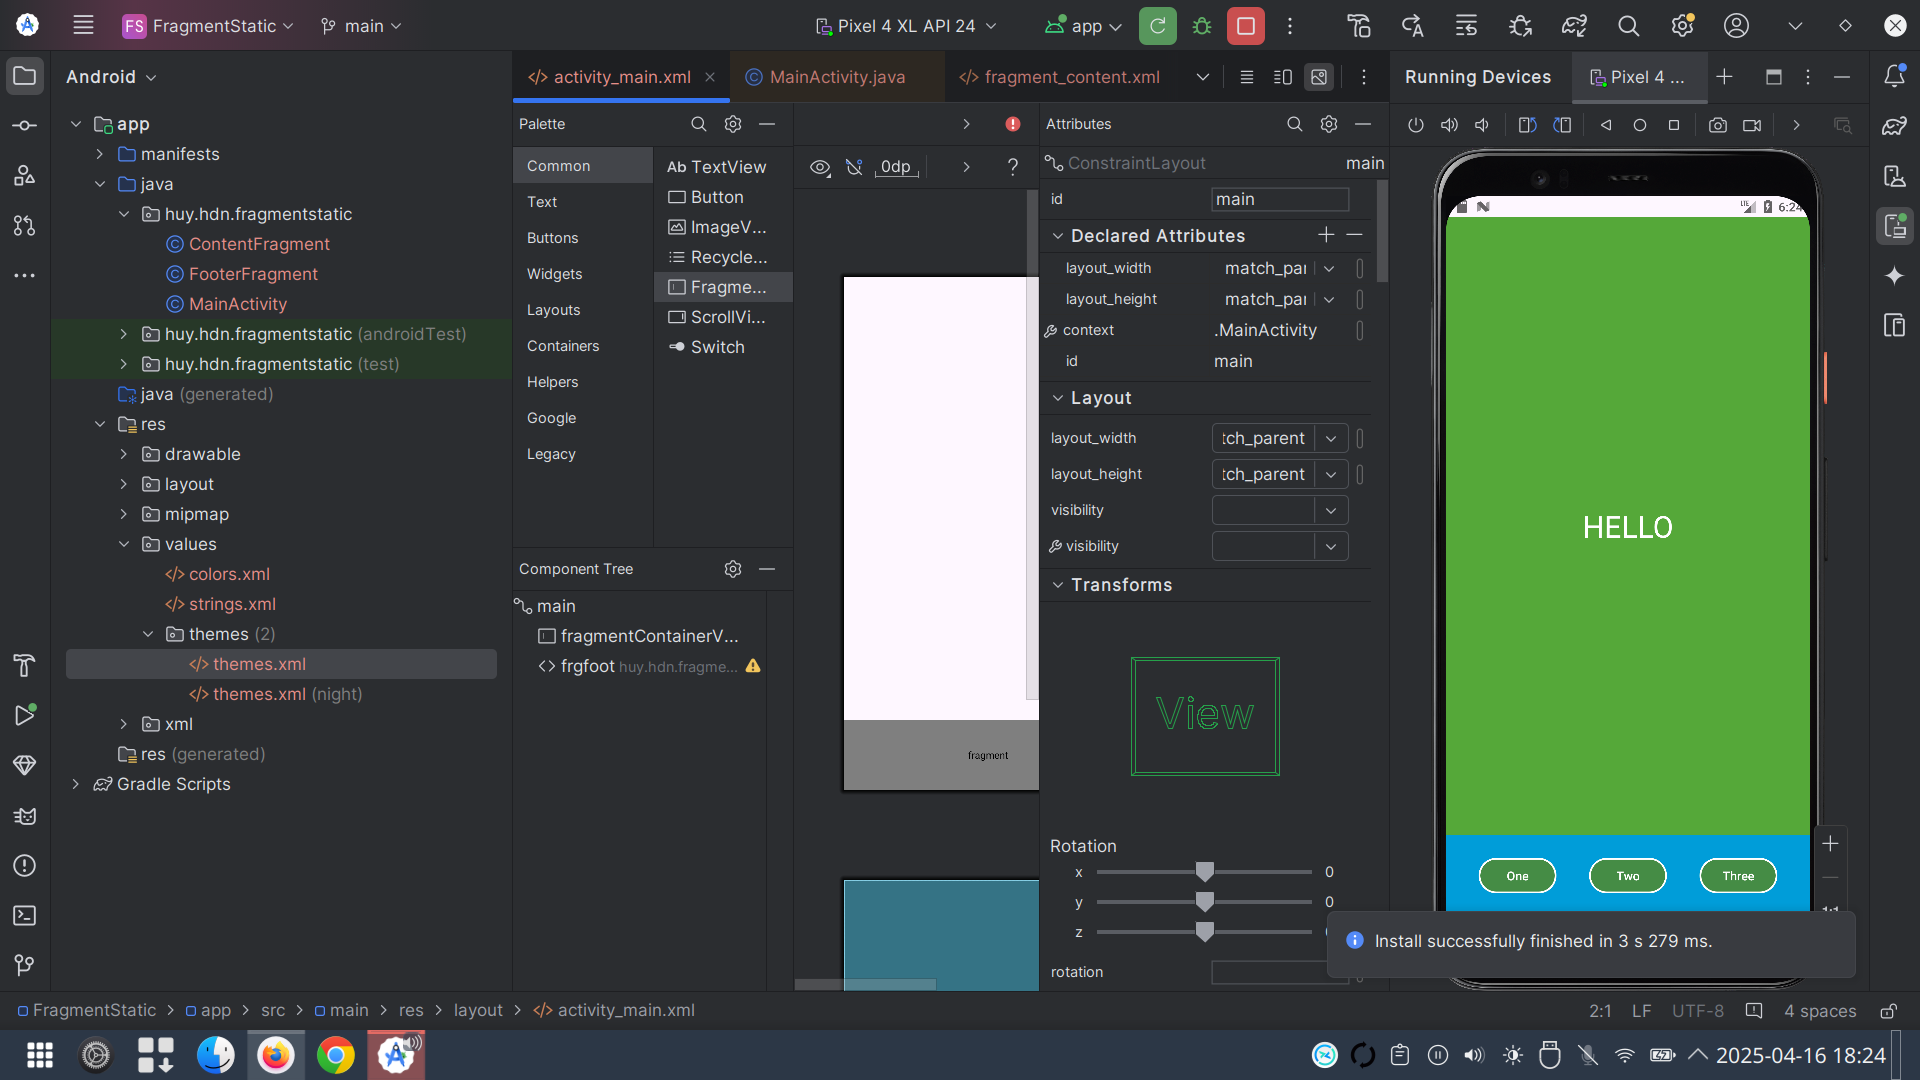 FS FragmentStatic main Pixel 4 XL API 24 app
Android
activity_main.xml MainActivity.java fragment_content.xml Running Devices Pixel 4 ...
app
manifests
java
huy.hdn.fragmentstatic
ContentFragment
FooterFragment
MainActivity
huy.hdn.fragmentstatic (androidTest)
huy.hdn.fragmentstatic (test)
java (generated)
res
drawable
layout
mipmap
values
colors.xml
strings.xml
themes (2)
themes.xml
themes.xml (night)
xml
res (generated)
Gradle Scripts
Palette
Common
Text
Buttons
Widgets
Layouts
Containers
Helpers
Google
Legacy
Ab TextView
Button
ImageV...
Recycle...
Fragme...
ScrollVi...
Switch
Component Tree
main
fragmentContainerV...
frgfoot huy.hdn.fragme...
0dp ?
fragment
Attributes
ConstraintLayout main
id main
Declared Attributes
layout_width match_par
layout_height match_par
context .MainActivity
id main
Layout
layout_width tch_parent
layout_height tch_parent
visibility
visibility
Transforms
View
Rotation
x 0
y 0
z
rotation
LTE 6:24
HELLO
One Two Three
Install successfully finished in 3 s 279 ms.
FragmentStatic > app > src > main > res > layout > activity_main.xml 2:1 LF UTF-8 4 spaces
2025-04-16 18:24